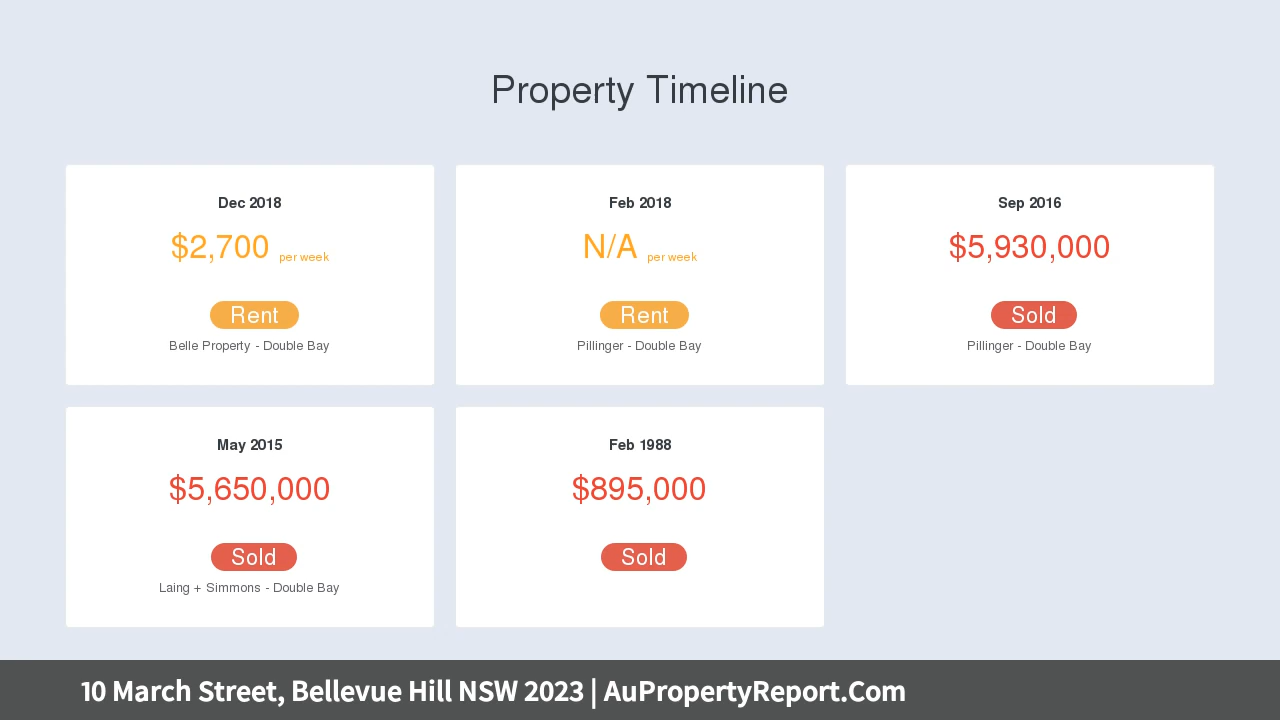 Property Timeline
Dec 2018
$2,700 per week
Rent
Belle Property - Double Bay
Feb 2018
N/A per week
Rent
Pillinger - Double Bay
Sep 2016
$5,930,000
Sold
Pillinger - Double Bay
May 2015
$5,650,000
Sold
Laing + Simmons - Double Bay
Feb 1988
$895,000
Sold
10 March Street, Bellevue Hill NSW 2023 | AuPropertyReport.Com